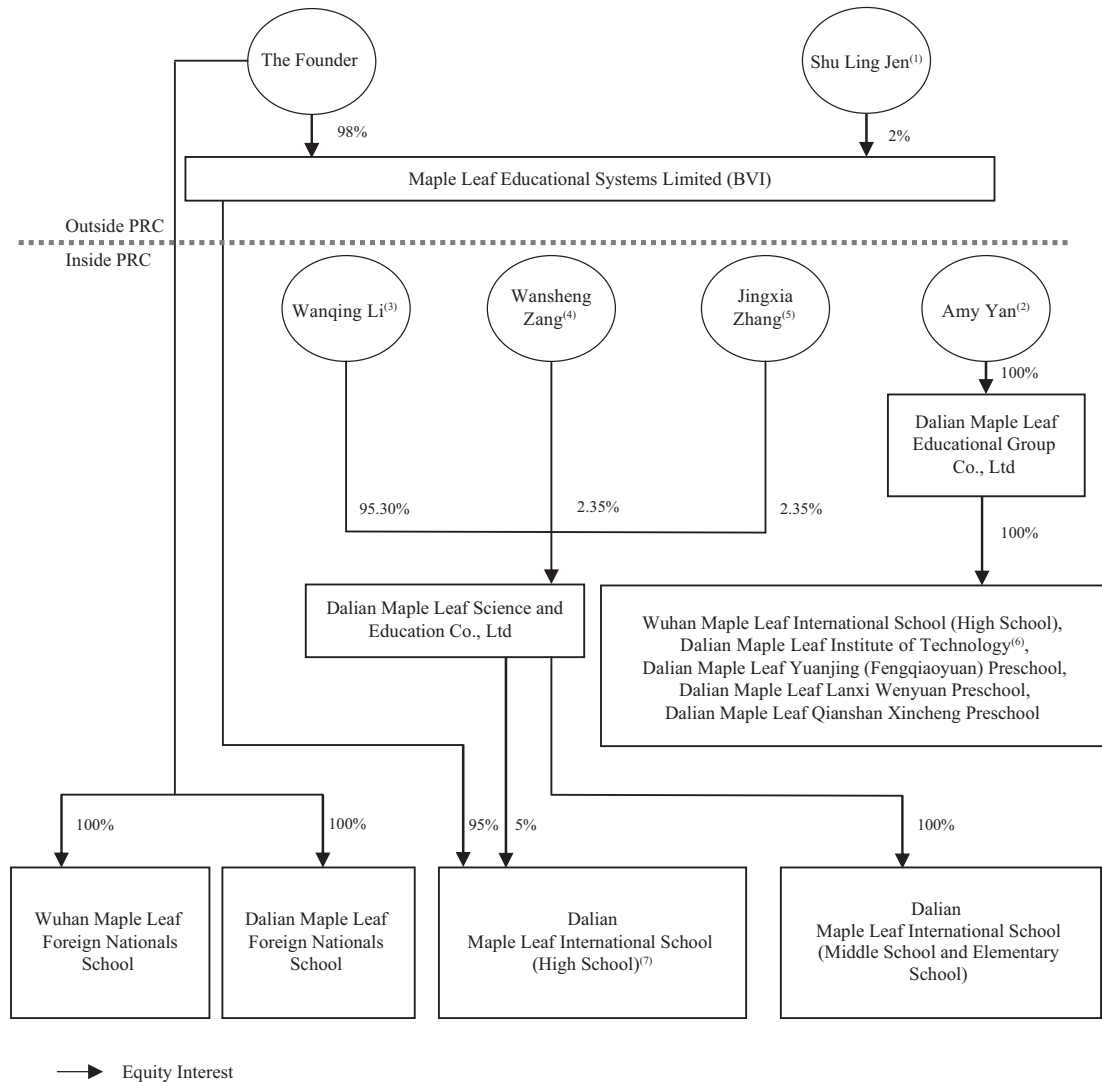 The Founder
Shu Ling Jen(1)
98%
2%
Maple Leaf Educational Systems Limited (BVI)
Outside PRC
Inside PRC
Wanqing Li(3)
Wansheng
Zang(4)
Jingxia
Zhang(5)
Amy Yan(2)
100%
Dalian Maple Leaf
Educational Group
Co., Ltd
95.30%
2.35%
2.35%
100%
Dalian Maple Leaf Science and
Education Co., Ltd
Wuhan Maple Leaf International School (High School),
Dalian Maple Leaf Institute of Technology(6),
Dalian Maple Leaf Yuanjing (Fengqiaoyuan) Preschool,
Dalian Maple Leaf Lanxi Wenyuan Preschool,
Dalian Maple Leaf Qianshan Xincheng Preschool
100%
100%
95%
5%
100%
Wuhan Maple Leaf
Foreign Nationals
School
Dalian Maple Leaf
Foreign Nationals
School
Dalian
Maple Leaf International School
(High School)(7)
Dalian
Maple Leaf International School
(Middle School and Elementary
School)
Equity Interest